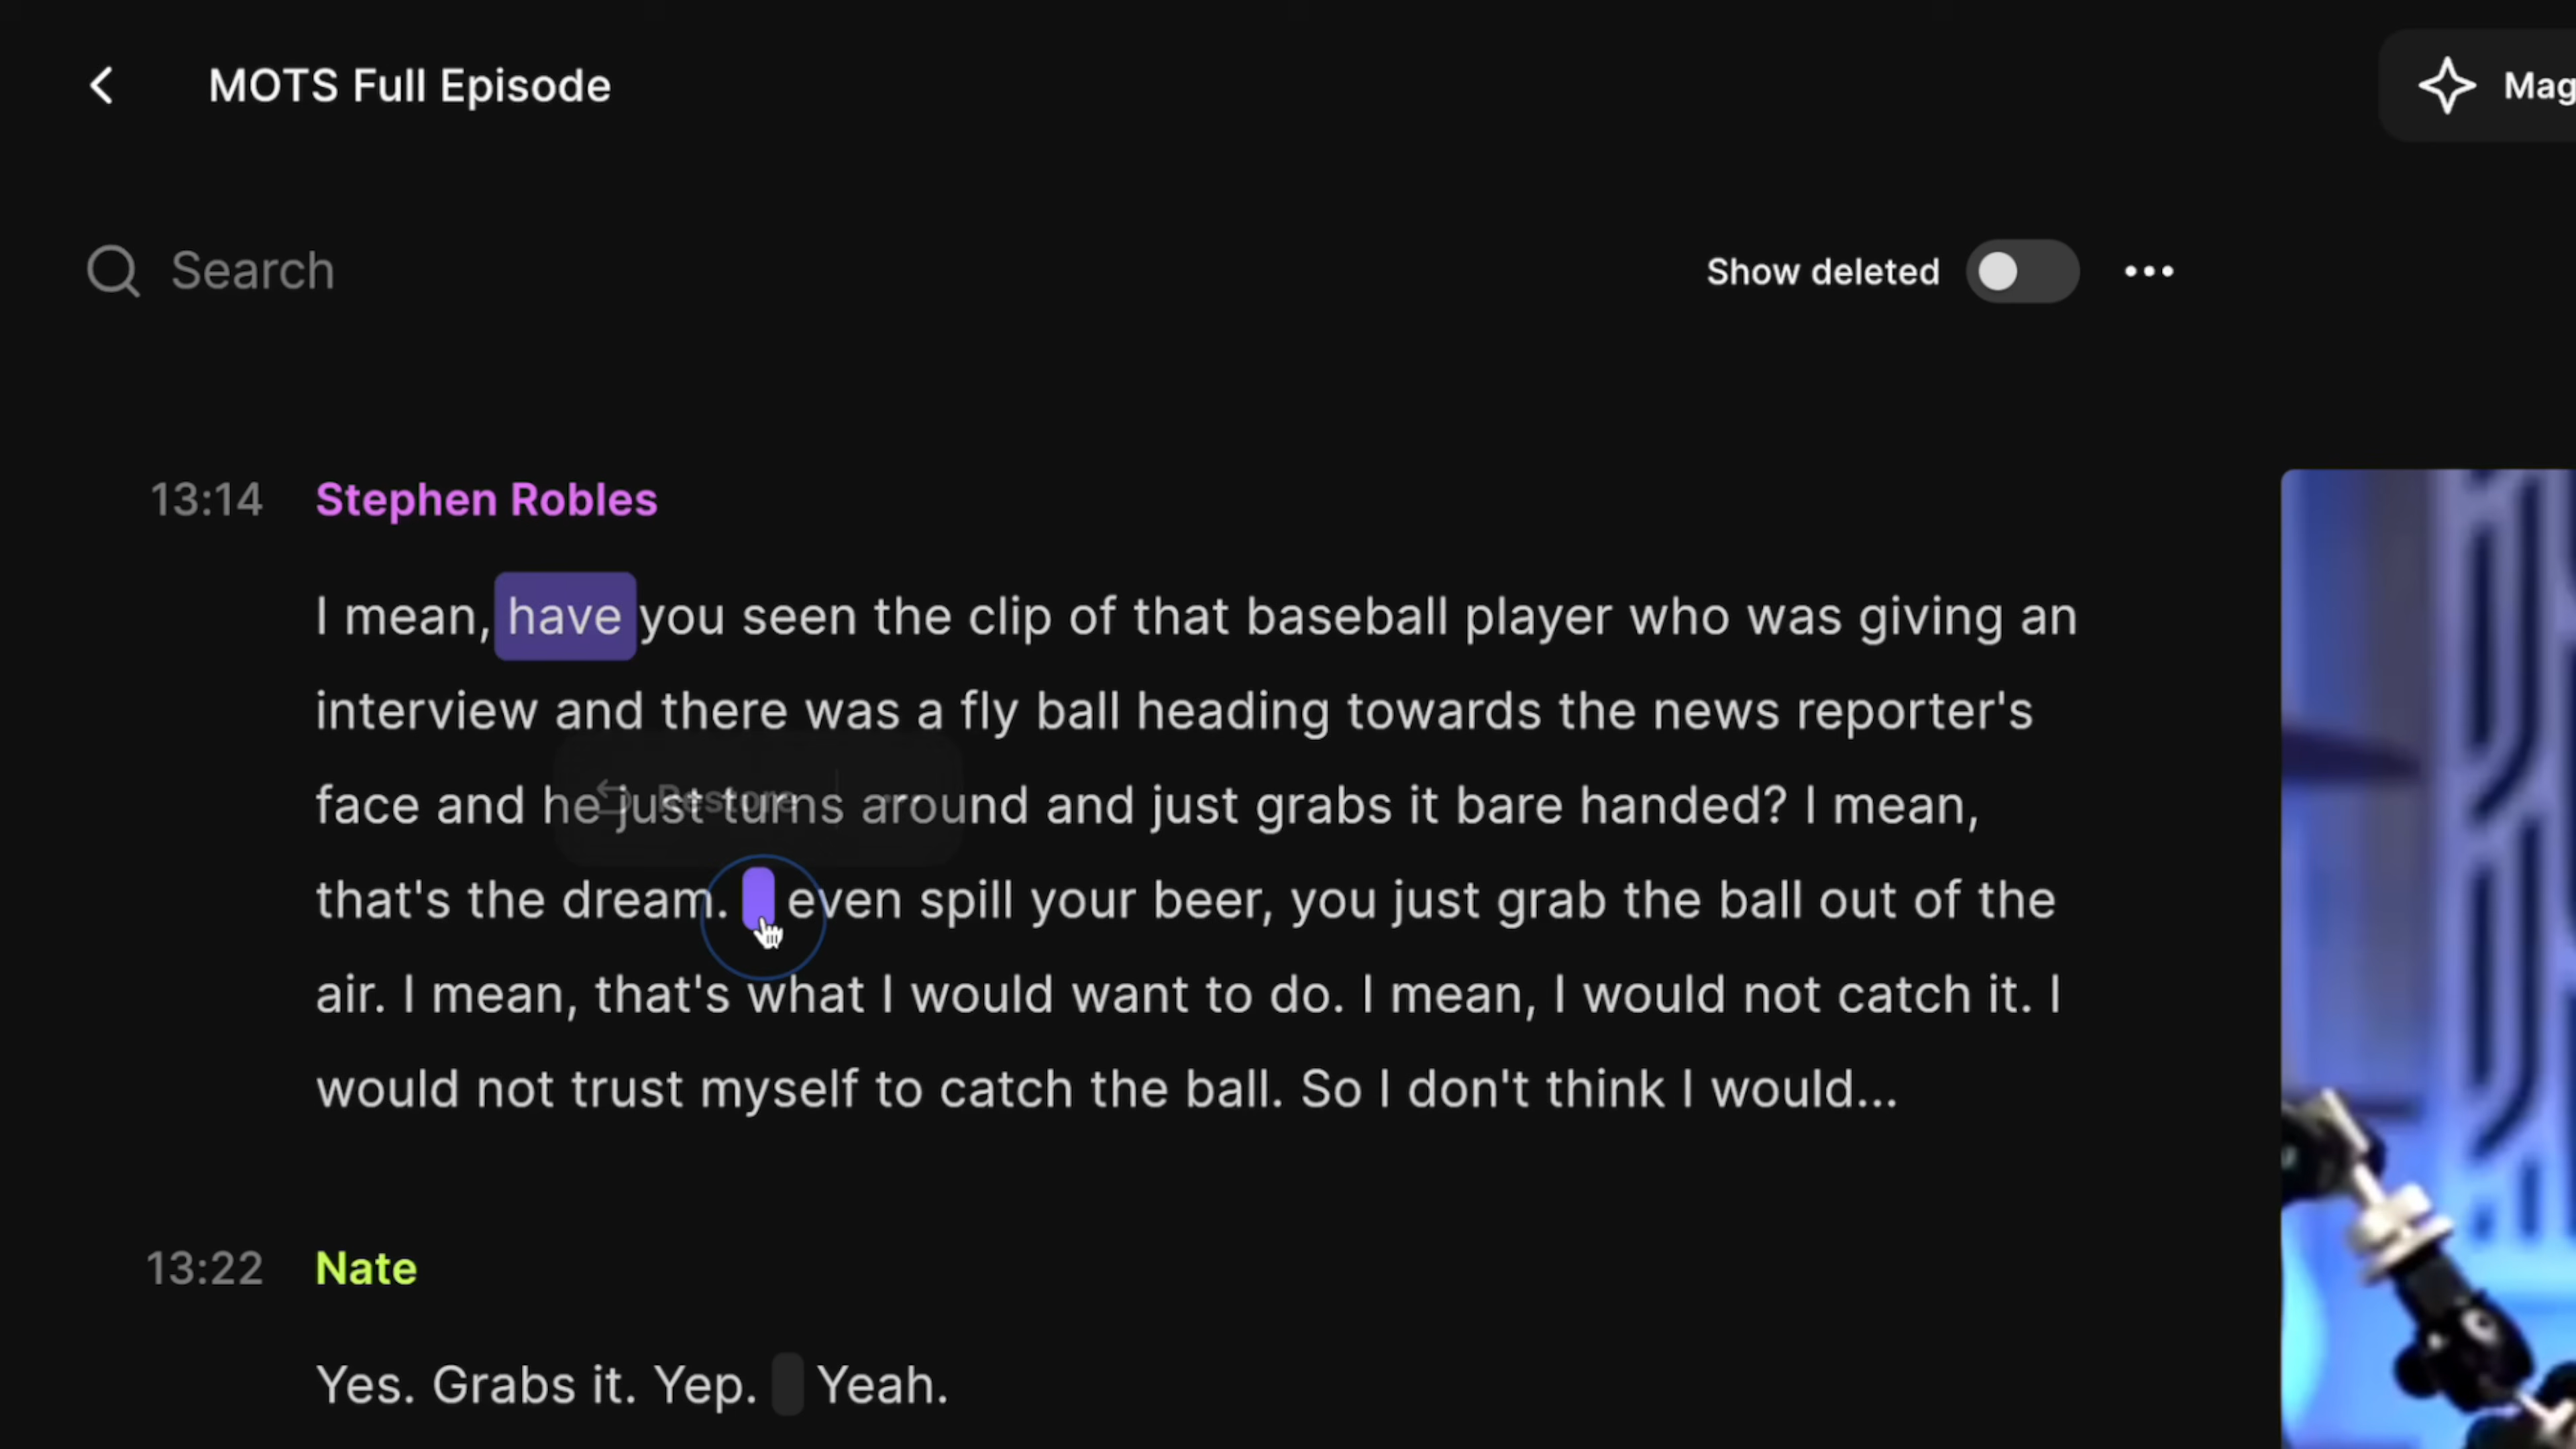 MOTS Full Episode
Mag
Search
Show deleted
13:14 Stephen Robles
I mean, have you seen the clip of that baseball player who was giving an
interview and there was a fly ball heading towards the news reporter's
face and he just turns around and just grabs it bare handed? I mean,
Restore
that's the dream. even spill your beer, you just grab the ball out of the
air. I mean, that's what I would want to do. I mean, I would not catch it. I
would not trust myself to catch the ball. So I don't think I would...
13:22 Nate
Yes. Grabs it. Yep. Yeah.